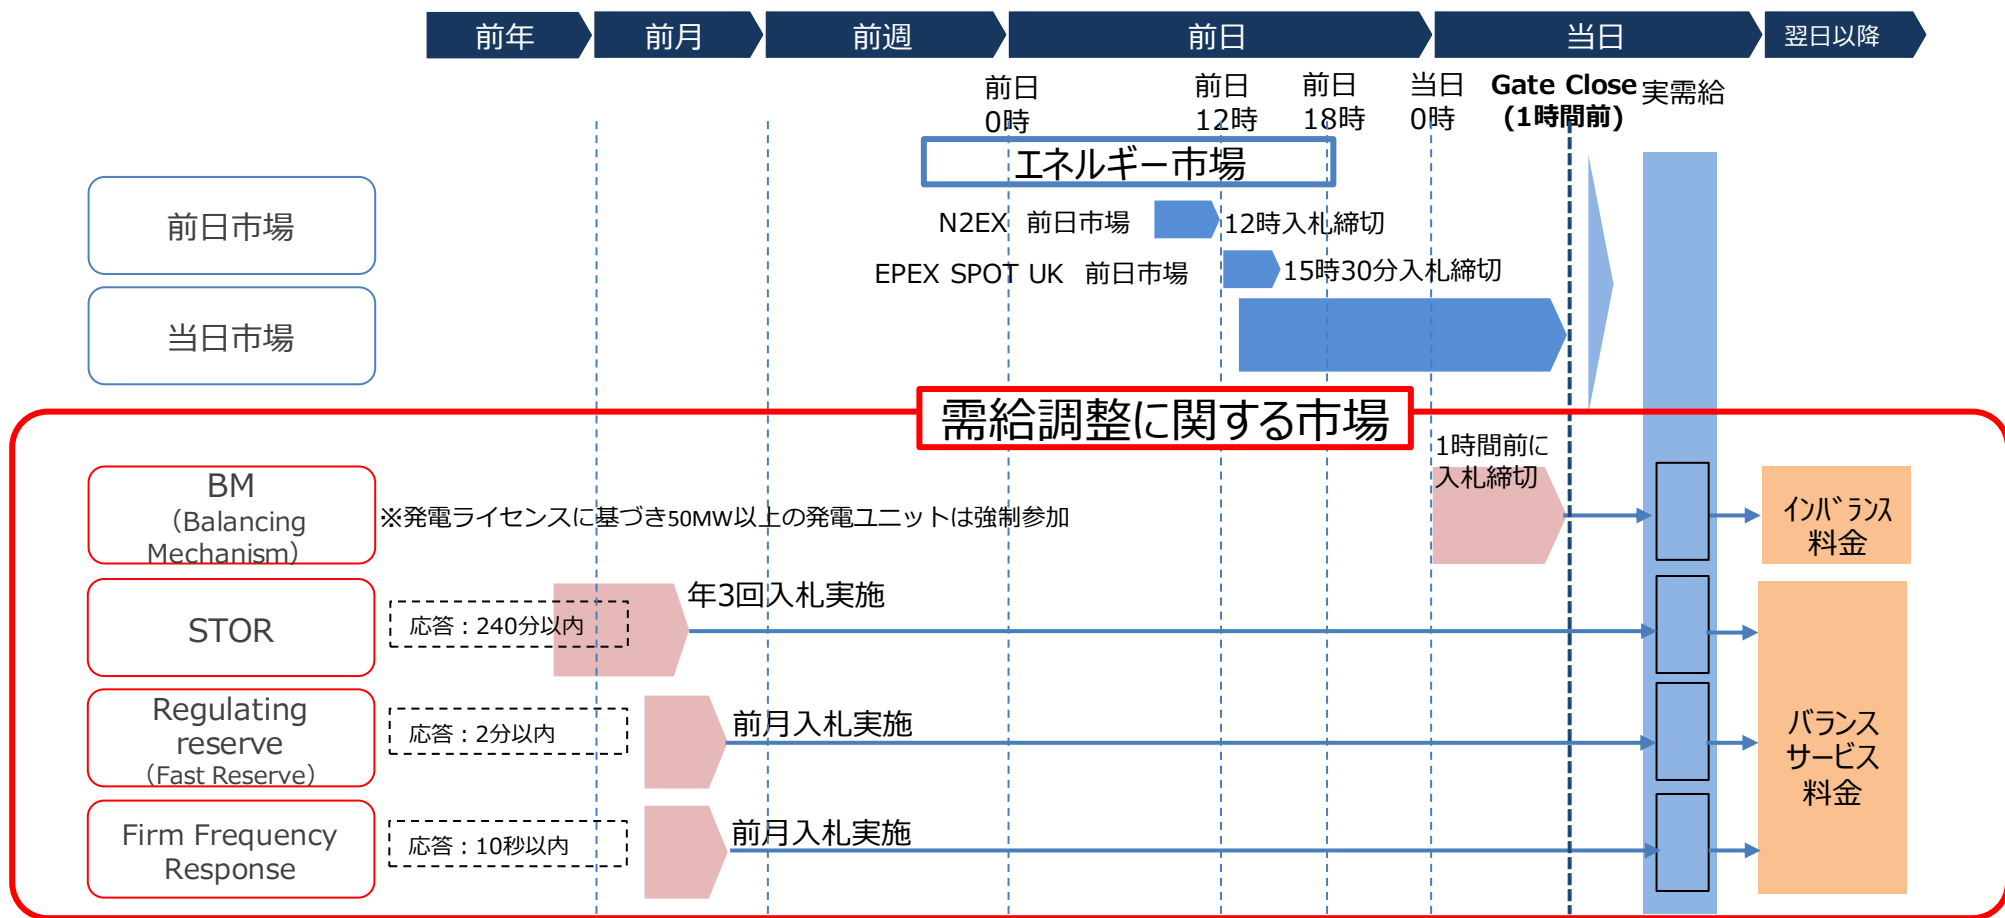 前年
前月
前週
前日
当日
翌日以降
前日
0時
前日
12時
前日
18時
当日
0時
Gate Close
(1時間前)
実需給
エネルギー市場
前日市場
N2EX 前日市場
12時入札締切
EPEX SPOT UK 前日市場
15時30分入札締切
当日市場
需給調整に関する市場
BM
(Balancing
Mechanism)
※発電ライセンスに基づき50MW以上の発電ユニットは強制参加
1時間前に
入札締切
インバランス
料金
STOR
応答：240分以内
年3回入札実施
Regulating
reserve
(Fast Reserve)
応答：2分以内
前月入札実施
バランス
サービス
料金
Firm Frequency
Response
応答：10秒以内
前月入札実施